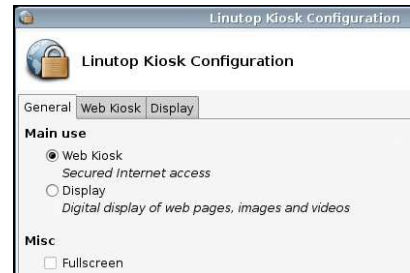 Linutop Kiosk Configuration
Linutop Kiosk Configuration
General Web Kiosk Display
Main use
Web Kiosk
Secured Internet access
Display
Digital display of web pages, images and videos
Misc
Fullscreen